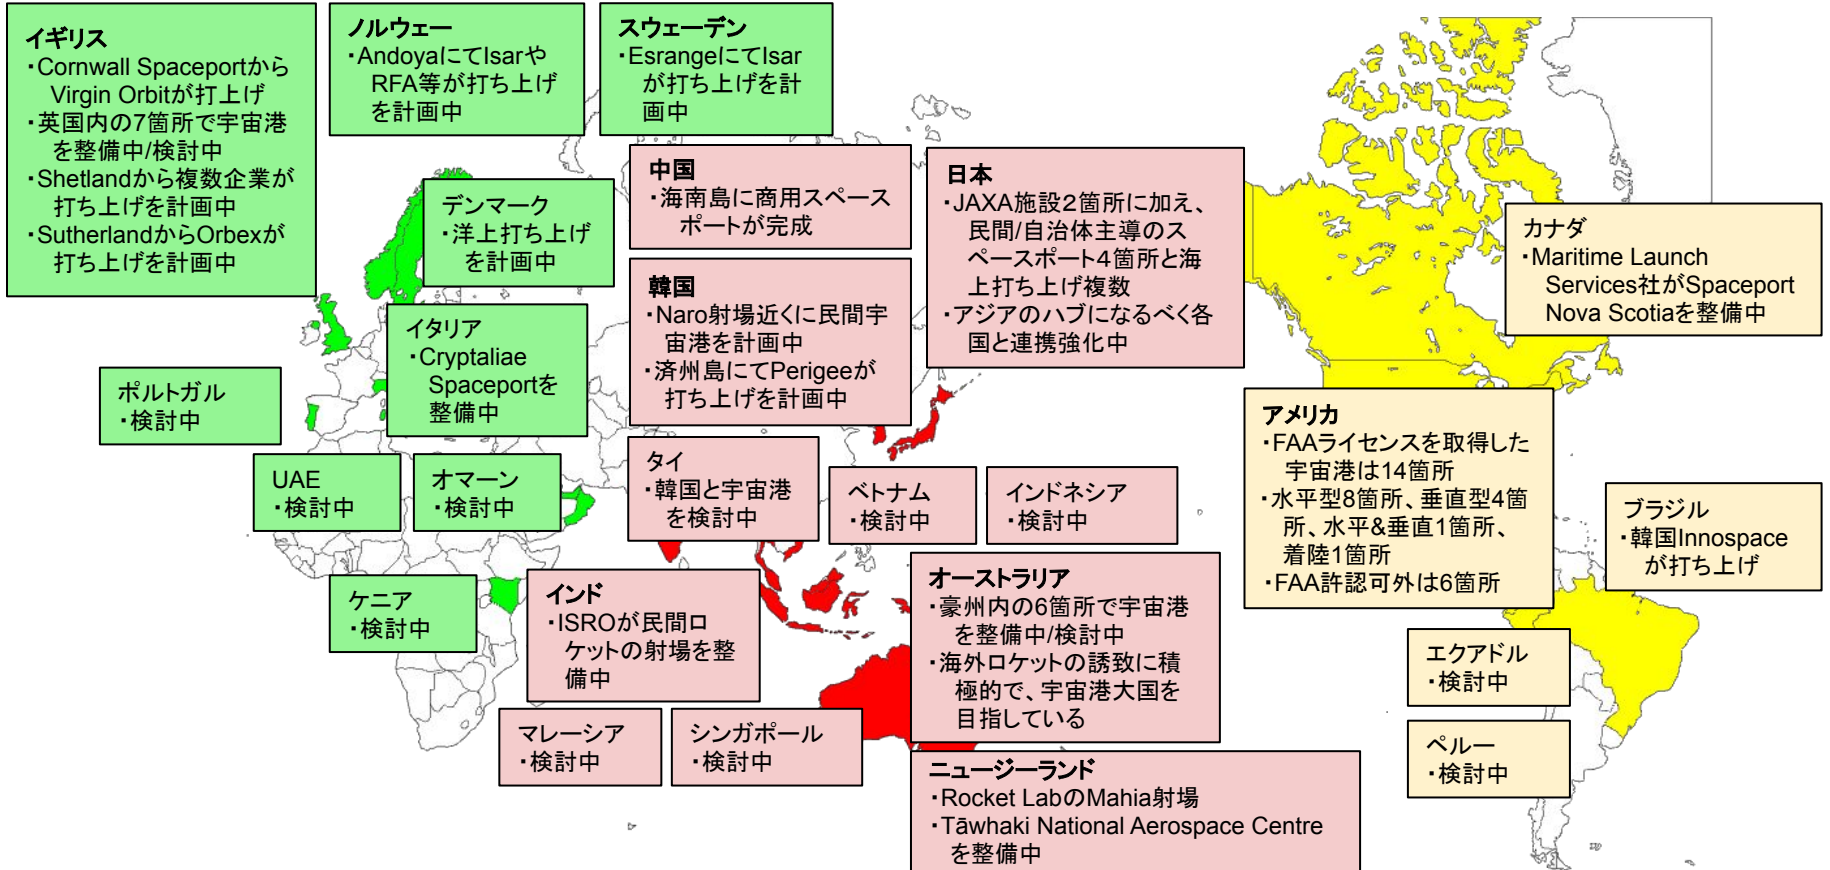 イギリス
・Cornwall Spaceportから
Virgin Orbitが打上げ
・英国内の7箇所で宇宙港
を整備中/検討中
・Shetlandから複数企業が
打ち上げを計画中
・SutherlandからOrbexが
打ち上げを計画中
ノルウェー
・AndoyaにてIsarや
RFA等が打ち上げ
を計画中
スウェーデン
・EsrangeにてIsar
が打ち上げを計
画中
デンマーク
・洋上打ち上げ
を計画中
イタリア
・Cryptaliae
Spaceportを
整備中
ポルトガル
・検討中
UAE
・検討中
オマーン
・検討中
ケニア
・検討中
中国
・海南島に商用スペース
ポートが完成
韓国
・Naro射場近くに民間宇
宙港を計画中
・済州島にてPerigeeが
打ち上げを計画中
日本
・JAXA施設2箇所に加え、
民間/自治体主導のス
ペースポート4箇所と海
上打ち上げ複数
・アジアのハブになるべく各
国と連携強化中
タイ
・韓国と宇宙港
を検討中
ベトナム
・検討中
インドネシア
・検討中
インド
・ISROが民間ロ
ケットの射場を整
備中
マレーシア
・検討中
シンガポール
・検討中
オーストラリア
・豪州内の6箇所で宇宙港
を整備中/検討中
・海外ロケットの誘致に積
極的で、宇宙港大国を
目指している
ニュージーランド
・Rocket LabのMahia射場
・Tāwhaki National Aerospace Centre
を整備中
カナダ
・Maritime Launch
Services社がSpaceport
Nova Scotiaを整備中
アメリカ
・FAAライセンスを取得した
宇宙港は14箇所
・水平型8箇所、垂直型4箇
所、水平&垂直1箇所、
着陸1箇所
・FAA許認可外は6箇所
ブラジル
・韓国Innospace
が打ち上げ
エクアドル
・検討中
ペルー
・検討中